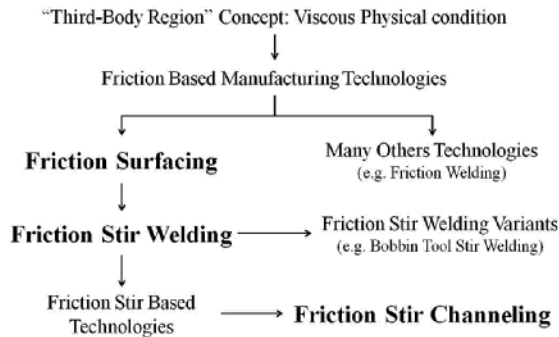 “Third-Body Region” Concept: Viscous Physical condition
Friction Based Manufacturing Technologies
Friction Surfacing
Many Others Technologies
(e.g. Friction Welding)
Friction Stir Welding
Friction Stir Welding Variants
(e.g. Bobbin Tool Stir Welding)
Friction Stir Based
Technologies
Friction Stir Channeling